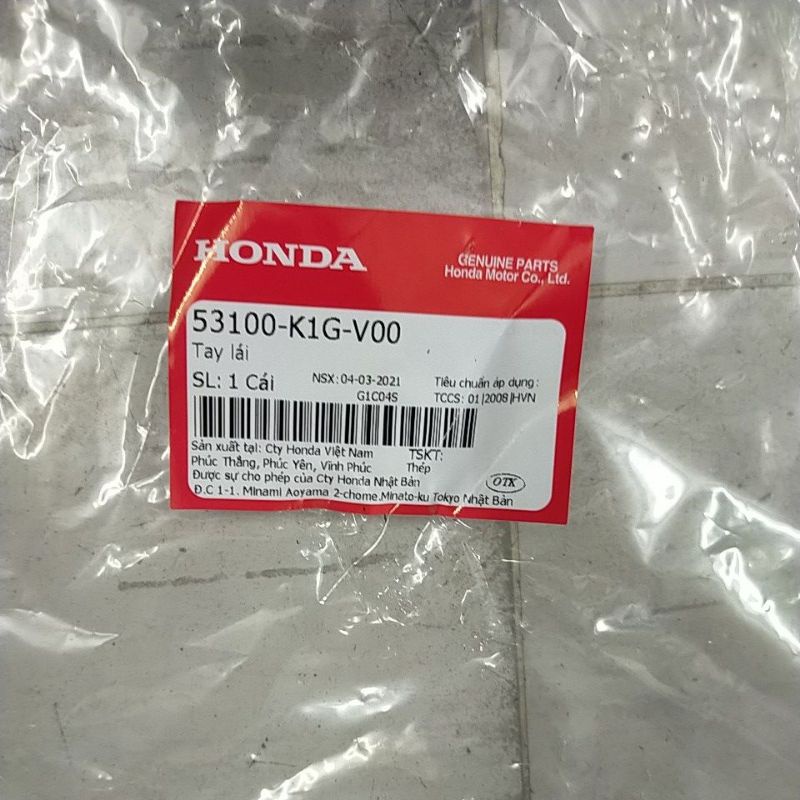 HONDA
GENUINE PARTS
Honda Motor Co., Ltd.
53100-K1G-V00
Tay lái
SL: 1 Cái
NSX: 04-03-2021
G1C04S
Tiêu chuẩn áp dụng:
TCCS: 01|2008|HVN
Sản xuất tại: Cty Honda Việt Nam
Phúc Thắng, Phúc Yên, Vĩnh Phúc
TSKT:
Thép
Được sự cho phép của Cty Honda Nhật Bản
Đ.C 1-1. Minami Aoyama 2-chome.Minato-ku Tokyo Nhật Bản
OTK